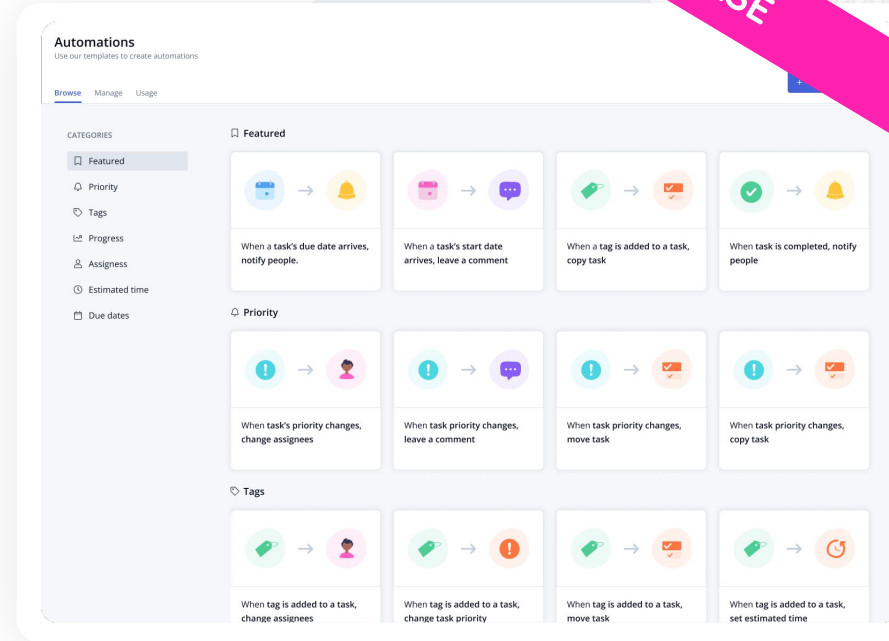 Automations
Use our templates to create automations
Browse Manage Usage
CATEGORIES
Featured
Priority
Tags
Progress
Assigness
Estimated time
Due dates
Featured
When a task's due date arrives,
notify people.
When a task's start date
arrives, leave a comment
When a tag is added to a task,
copy task
When task is completed, notify
people
Priority
When task's priority changes,
change assignees
When task priority changes,
leave a comment
When task priority changes,
move task
When task priority changes,
copy task
Tags
When tag is added to a task,
change assignees
When tag is added to a task,
change task priority
When tag is added to a task,
move task
When tag is added to a task,
set estimated time